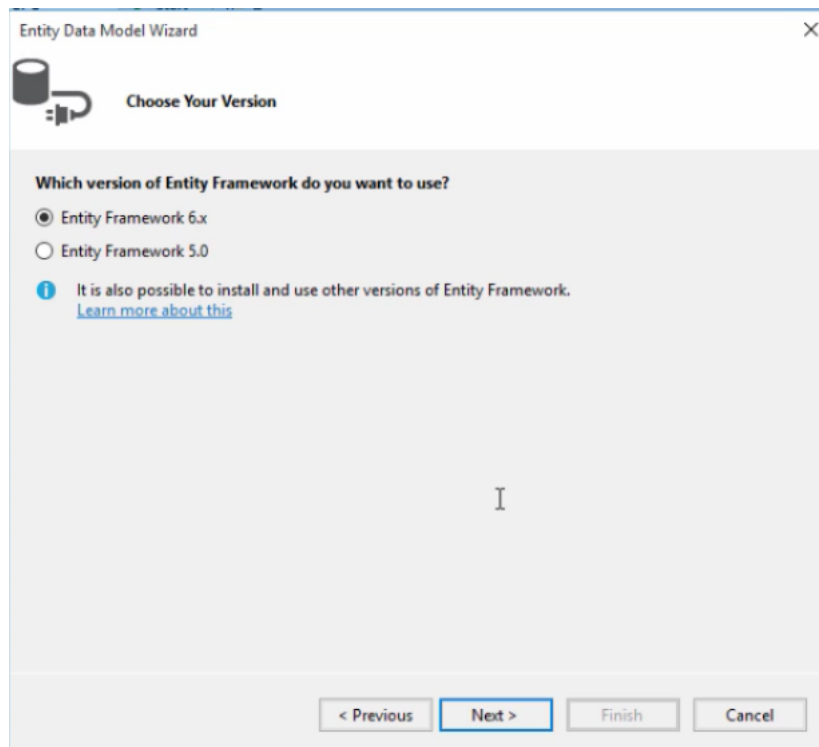 Entity Data Model Wizard
Choose Your Version
Which version of Entity Framework do you want to use?
Entity Framework 6.x
Entity Framework 5.0
It is also possible to install and use other versions of Entity Framework.
Learn more about this
< Previous Next > Finish Cancel